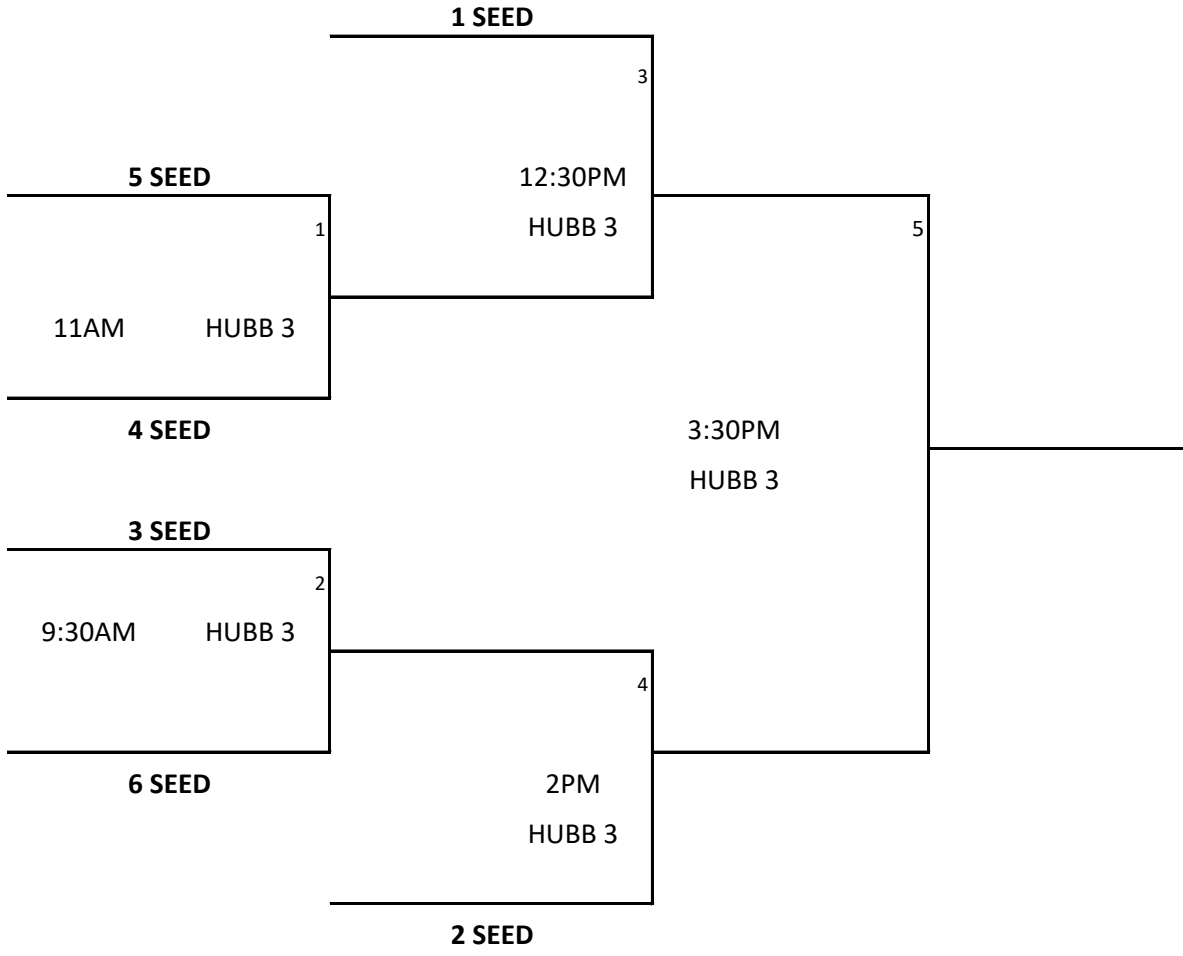 1 SEED
3
5 SEED
12:30PM
1
HUBB 3
5
11AM HUBB 3
4 SEED
3:30PM
HUBB 3
3 SEED
2
9:30AM HUBB 3
4
6 SEED
2PM
HUBB 3
2 SEED